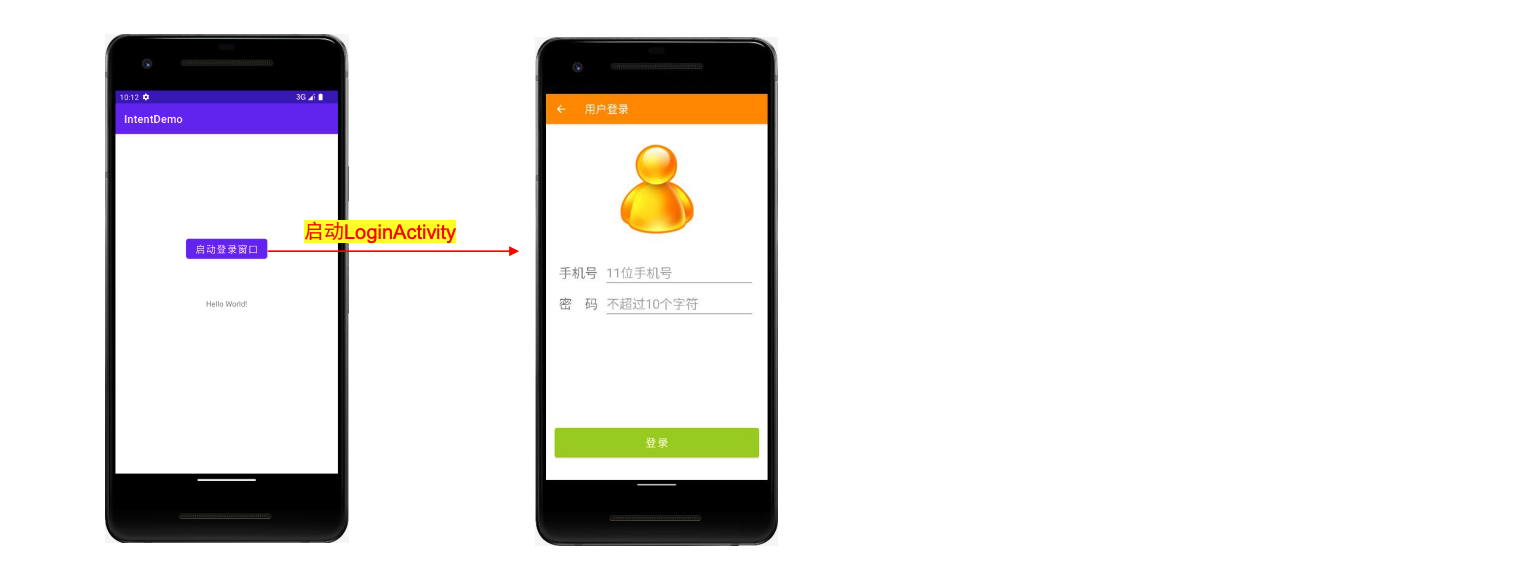 10:12
3G
IntentDemo
启动登录窗口
Hello World!
启动LoginActivity
用户登录
手机号 11位手机号
密 码 不超过10个字符
登录